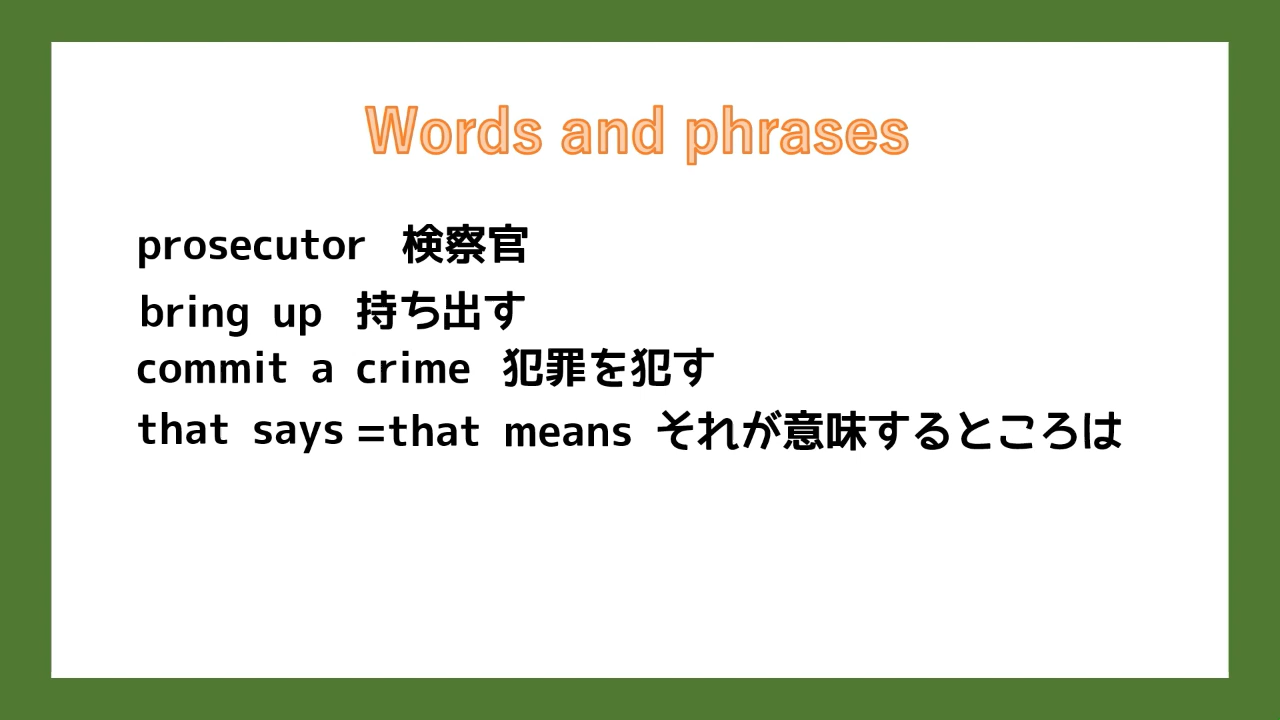 Words and phrases
prosecutor 検察官
bring up 持ち出す
commit a crime 犯罪を犯す
that says =that means それが意味するところは